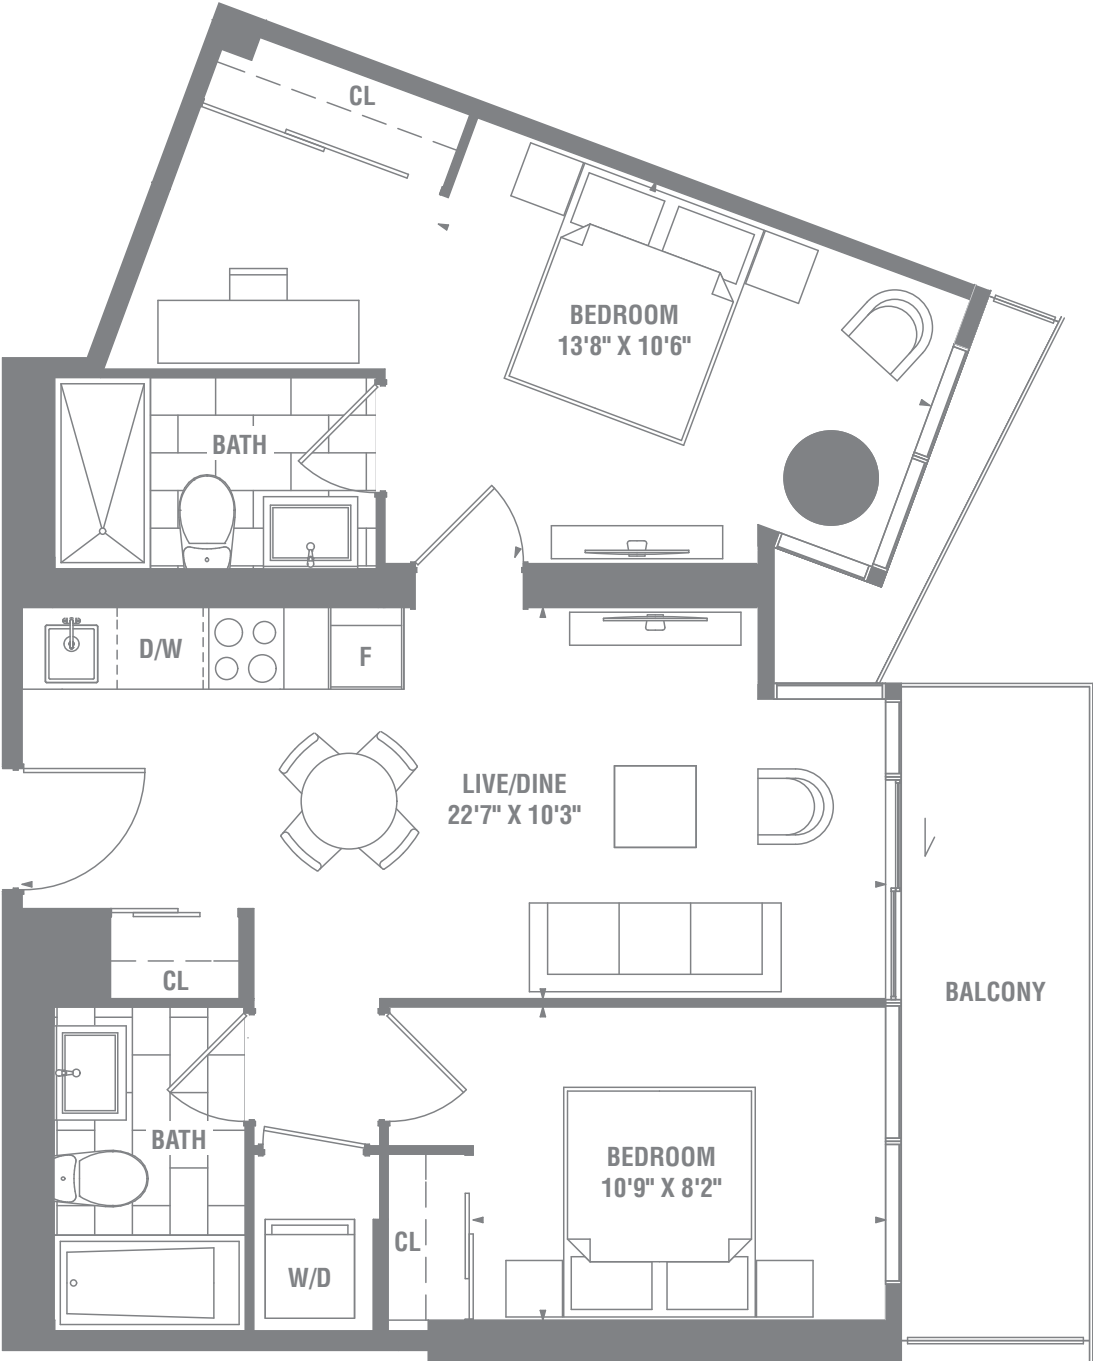 CL
BEDROOM
13'8" X 10'6"
BATH
D/W
F
LIVE/DINE
22'7" X 10'3"
CL
BALCONY
BATH
BEDROOM
10'9" X 8'2"
CL
W/D